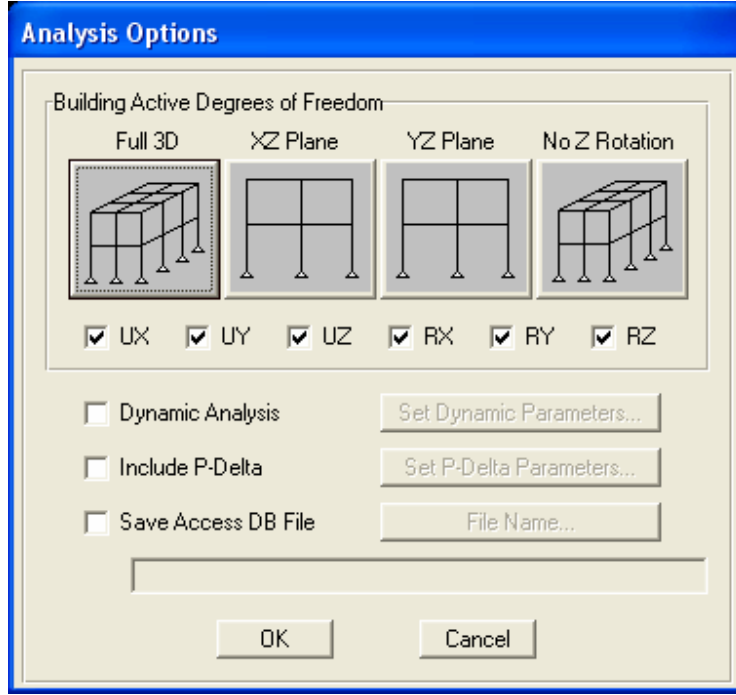 Analysis Options
Building Active Degrees of Freedom
Full 3D XZ Plane YZ Plane No Z Rotation
UX UY UZ RX RY RZ
Dynamic Analysis Set Dynamic Parameters...
Include P-Delta Set P-Delta Parameters...
Save Access DB File File Name...
OK Cancel